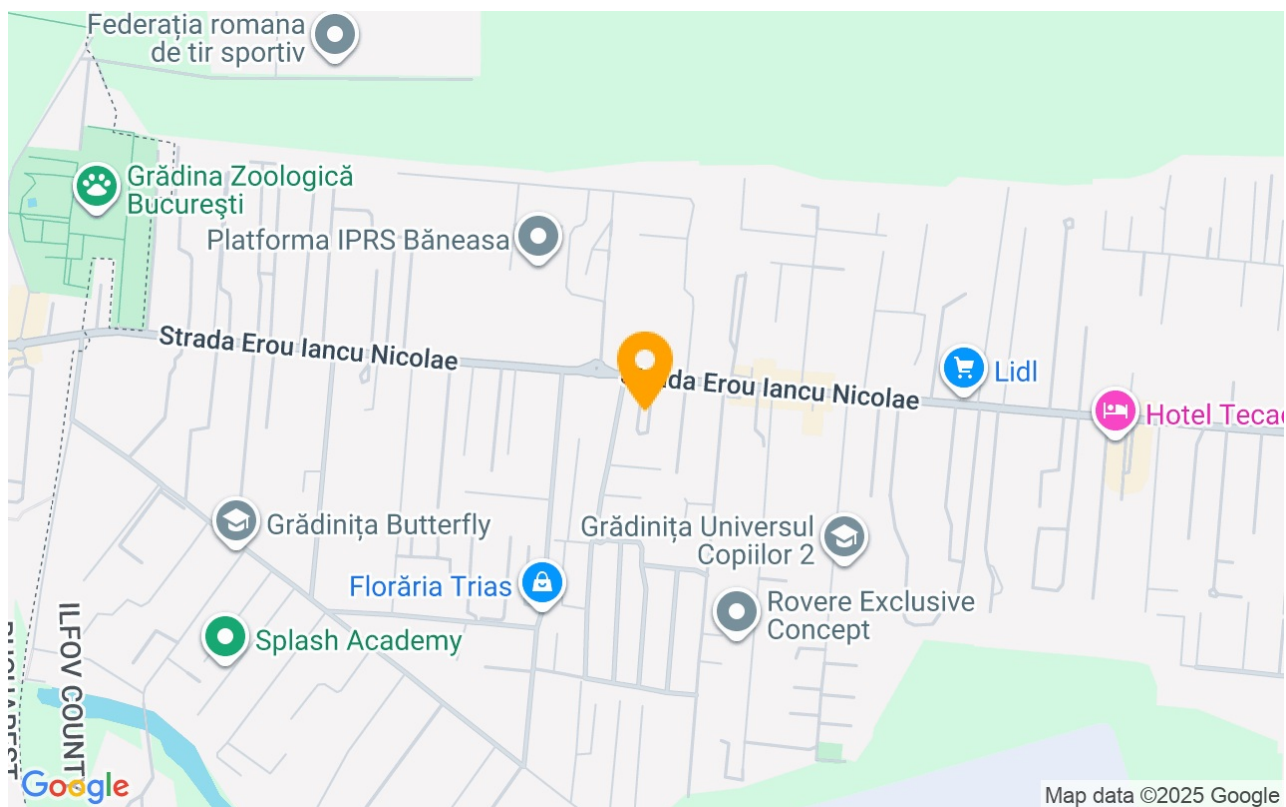 Federația romana
de tir sportiv
Grădina Zoologică
București
Platforma IPRS Băneasa
Strada Erou Iancu Nicolae
Strada Erou Iancu Nicolae
Lidl
Hotel Tecad
Grădinița Butterfly
Grădinița Universul
Copiilor 2
Florăria Trias
Rovere Exclusive
Concept
Splash Academy
ILFOV COUNT
BUCHAREST
Google
Map data ©2025 Google